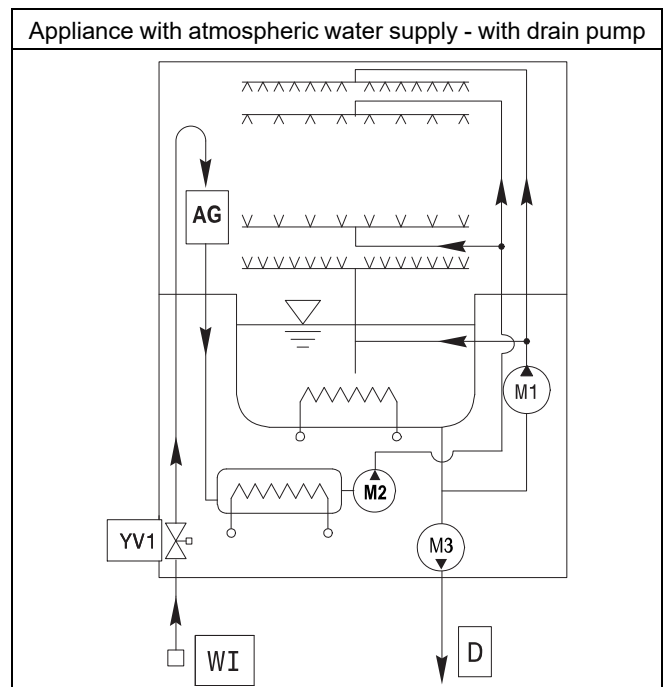 Appliance with atmospheric water supply - with drain pump
AG
M1
M2
YV1
M3
WI
D